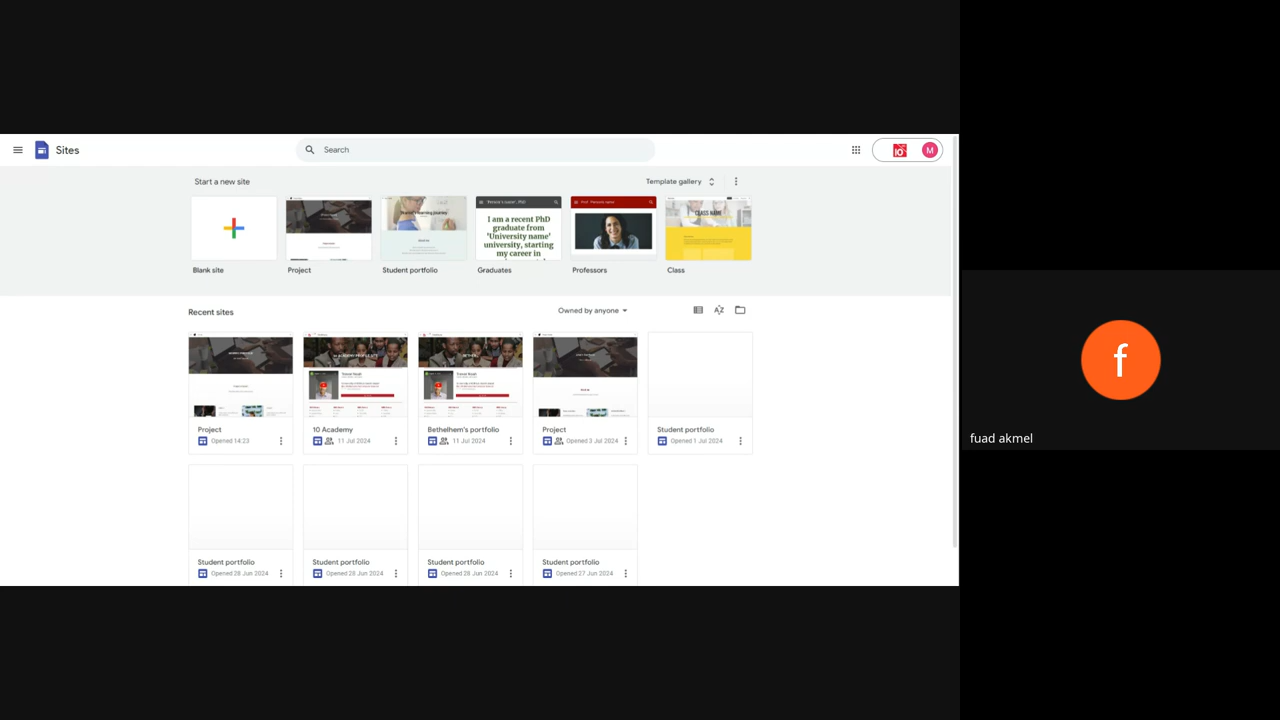 Sites
Search
10
M
Start a new site
Template gallery
I am a recent PhD
graduate from
'University name'
university, starting
my career in
CLASS NAME
Blank site
Project
Student portfolio
Graduates
Professors
Class
Recent sites
Owned by anyone
Project
Opened 14:23
10 Academy
11 Jul 2024
Bethelhem's portfolio
11 Jul 2024
Project
Opened 3 Jul 2024
Student portfolio
Opened 1 Jul 2024
Student portfolio
Opened 28 Jun 2024
Student portfolio
Opened 28 Jun 2024
Student portfolio
Opened 28 Jun 2024
Student portfolio
Opened 27 Jun 2024
f
fuad akmel